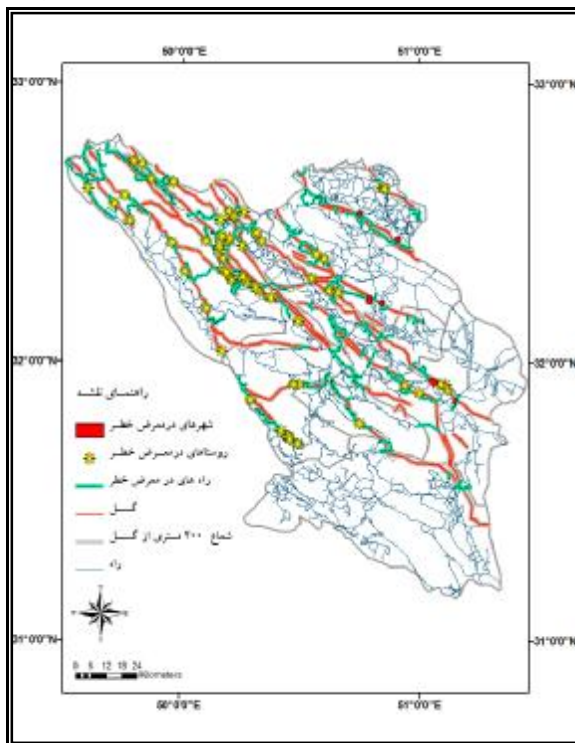 50°0'0"E 51°0'0"E
33°0'0"N 33°0'0"N
32°0'0"N 32°0'0"N
راهنمای نقشه
شهرهای درمعرض خطر
روستاهای درمعرض خطر
راه های در معرض خطر
گسل
شعاع ۳۰۰ متری از گسل
راه
31°0'0"N 31°0'0"N
0 6 12 18 24
Kilometers
50°0'0"E 51°0'0"E